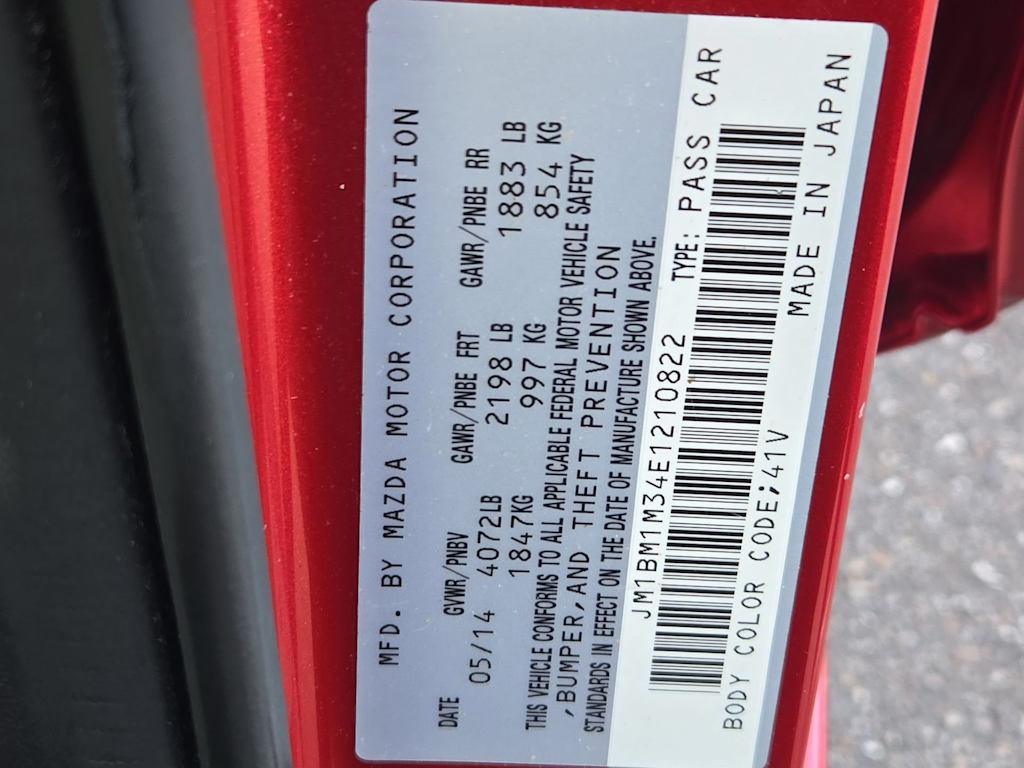 MFD. BY MAZDA MOTOR CORPORATION
DATE GVWR/PNBV GAWR/PNBE FRT GAWR/PNBE RR
05/14 4072LB 2198 LB 1883 LB
1847KG 997 KG 854 KG
THIS VEHICLE CONFORMS TO ALL APPLICABLE FEDERAL MOTOR VEHICLE SAFETY
,BUMPER,AND THEFT PREVENTION
STANDARDS IN EFFECT ON THE DATE OF MANUFACTURE SHOWN ABOVE.
JM1BM1M34E1210822 TYPE: PASS CAR
BODY COLOR CODE;41V MADE IN JAPAN